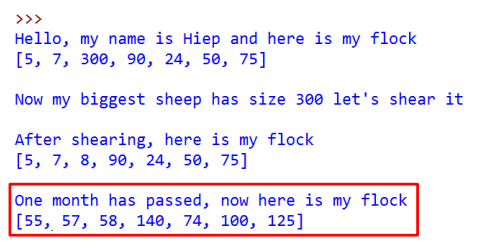 >>>
Hello, my name is Hiep and here is my flock
[5, 7, 300, 90, 24, 50, 75]
Now my biggest sheep has size 300 let's shear it
After shearing, here is my flock
[5, 7, 8, 90, 24, 50, 75]
One month has passed, now here is my flock
[55, 57, 58, 140, 74, 100, 125]